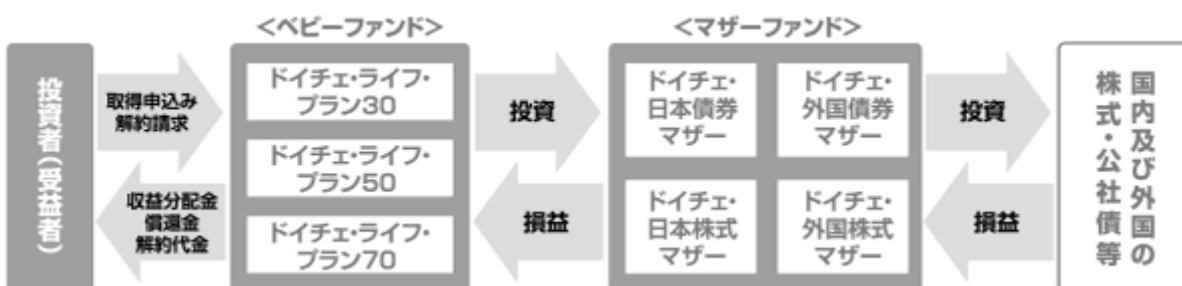 <ベビーファンド>
<マザーファンド>
投資者(受益者)
取得申込み
解約請求
収益分配金
償還金
解約代金
ドイチェ・ライフ・
プラン30
ドイチェ・ライフ・
プラン50
ドイチェ・ライフ・
プラン70
投資
損益
ドイチェ・
日本債券
マザー
ドイチェ・
外国債券
マザー
ドイチェ・
日本株式
マザー
ドイチェ・
外国株式
マザー
投資
損益
国内及び外国の
株式・公社債等